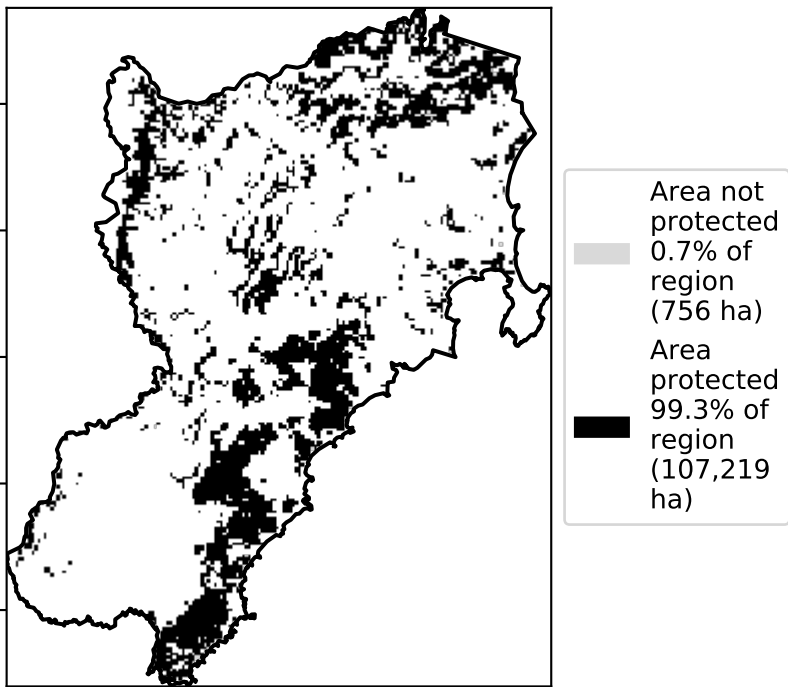 Area not
protected
0.7% of
region
(756 ha)
Area
protected
99.3% of
region
(107,219
ha)